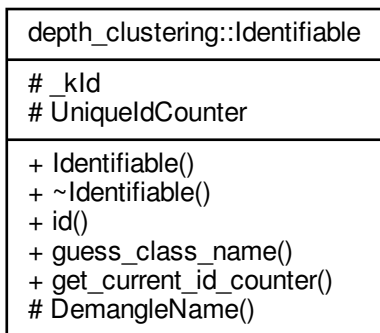 depth_clustering::Identifiable
# _kId
# UniqueIdCounter
+ Identifiable()
+ ~Identifiable()
+ id()
+ guess_class_name()
+ get_current_id_counter()
# DemangleName()